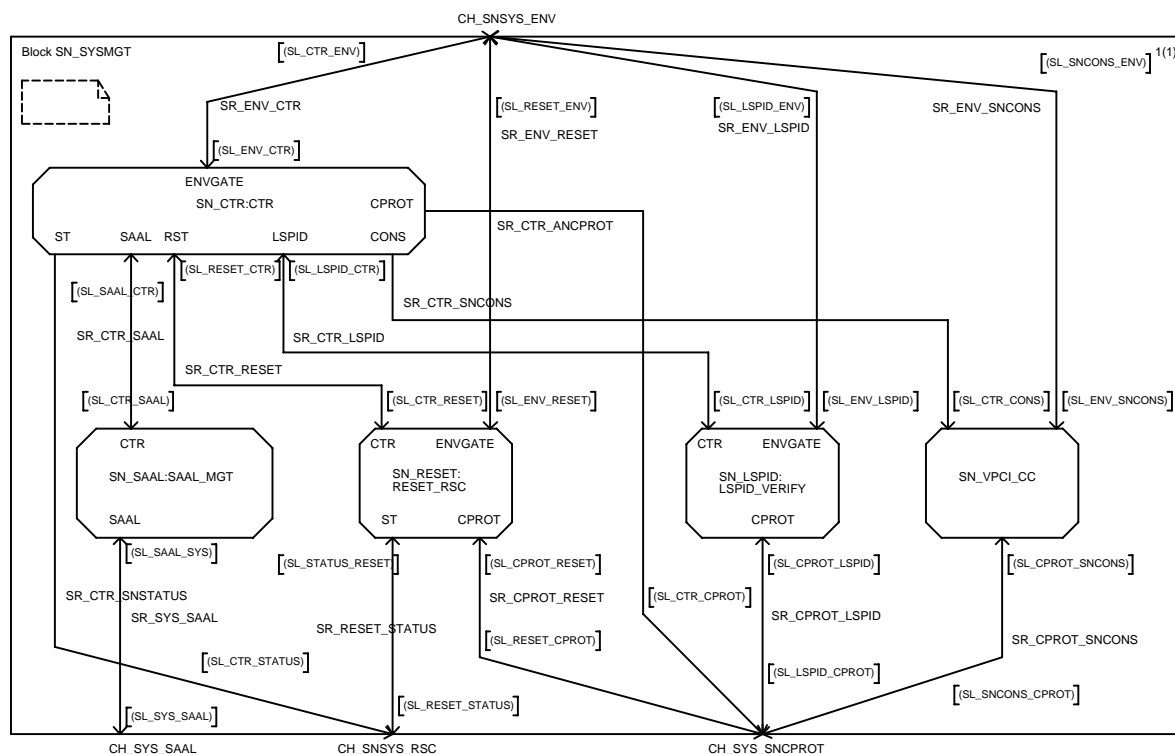 CH_SNSYS_ENV
Block SN_SYSMGT
1(1)
(SL_CTR_ENV)
(SL_SNCONS_ENV)
SR_ENV_CTR
(SL_RESET_ENV)
(SL_LSPID_ENV)
SR_ENV_SNCONS
SR_ENV_RESET
SR_ENV_LSPID
(SL_ENV_CTR)
ENVGATE
SN_CTR:CTR
CPROT
SR_CTR_ANCPROT
ST
SAAL
RST
LSPID
CONS
(SL_RESET_CTR)
(SL_LSPID_CTR)
(SL_SAAL_CTR)
SR_CTR_SNCONS
SR_CTR_SAAL
SR_CTR_LSPID
SR_CTR_RESET
(SL_CTR_SAAL)
(SL_CTR_RESET)
(SL_ENV_RESET)
(SL_CTR_LSPID)
(SL_ENV_LSPID)
(SL_CTR_CONS)
(SL_ENV_SNCONS)
CTR
CTR
ENVGATE
CTR
ENVGATE
SN_SAAL:SAAL_MGT
SN_RESET:
RESET_RSC
SN_LSPID:
LSPID_VERIFY
SN_VPCI_CC
SAAL
ST
CPROT
CPROT
(SL_SAAL_SYS)
(SL_STATUS_RESET)
(SL_CPROT_RESET)
(SL_CPROT_LSPID)
(SL_CPROT_SNCONS)
SR_CTR_SNSTATUS
SR_CPROT_RESET
(SL_CTR_CPROT)
SR_SYS_SAAL
SR_CPROT_LSPID
SR_RESET_STATUS
(SL_RESET_CPROT)
SR_CPROT_SNCONS
(SL_CTR_STATUS)
(SL_LSPID_CPROT)
(SL_SNCONS_CPROT)
(SL_SYS_SAAL)
(SL_RESET_STATUS)
CH_SYS_SAAL
CH_SNSYS_RSC
CH_SYS_SNCPROT